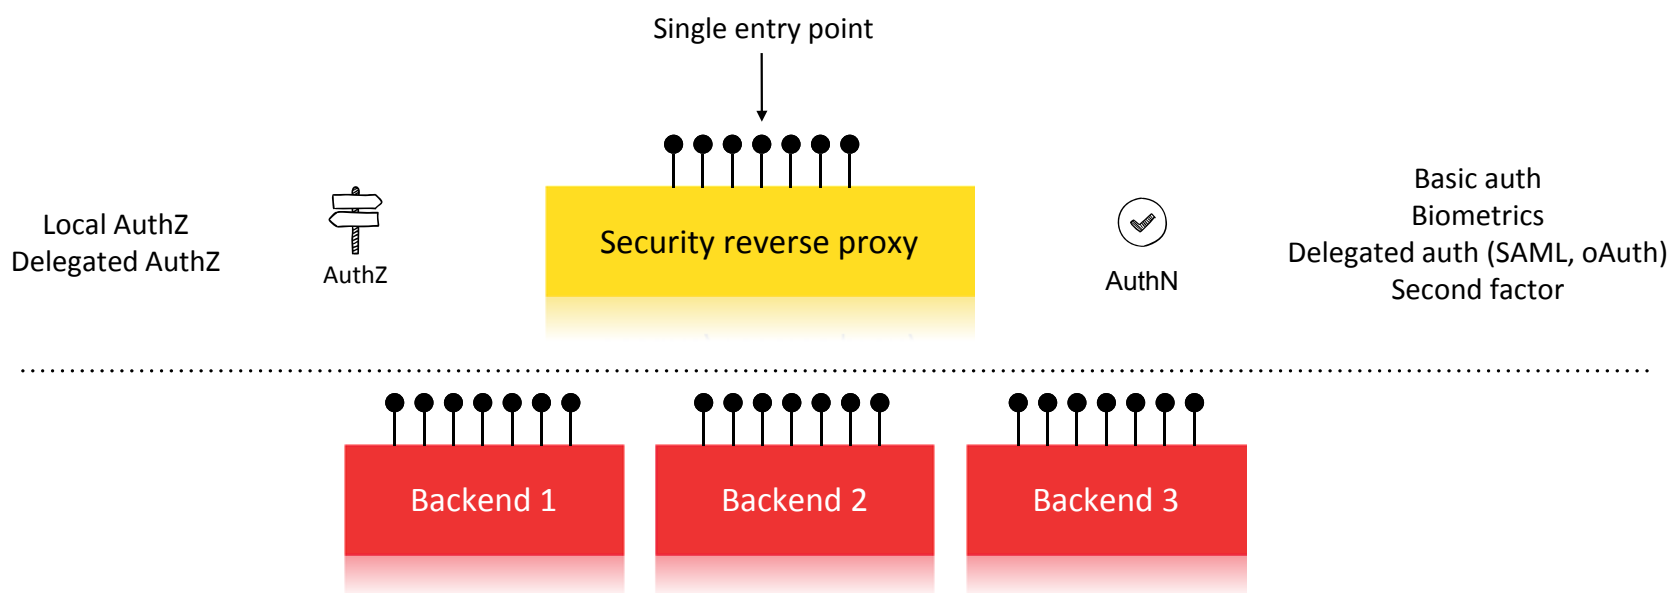 Single entry point
Local AuthZ
Delegated AuthZ
AuthZ
Security reverse proxy
AuthN
Basic auth
Biometrics
Delegated auth (SAML, oAuth)
Second factor
Backend 1
Backend 2
Backend 3